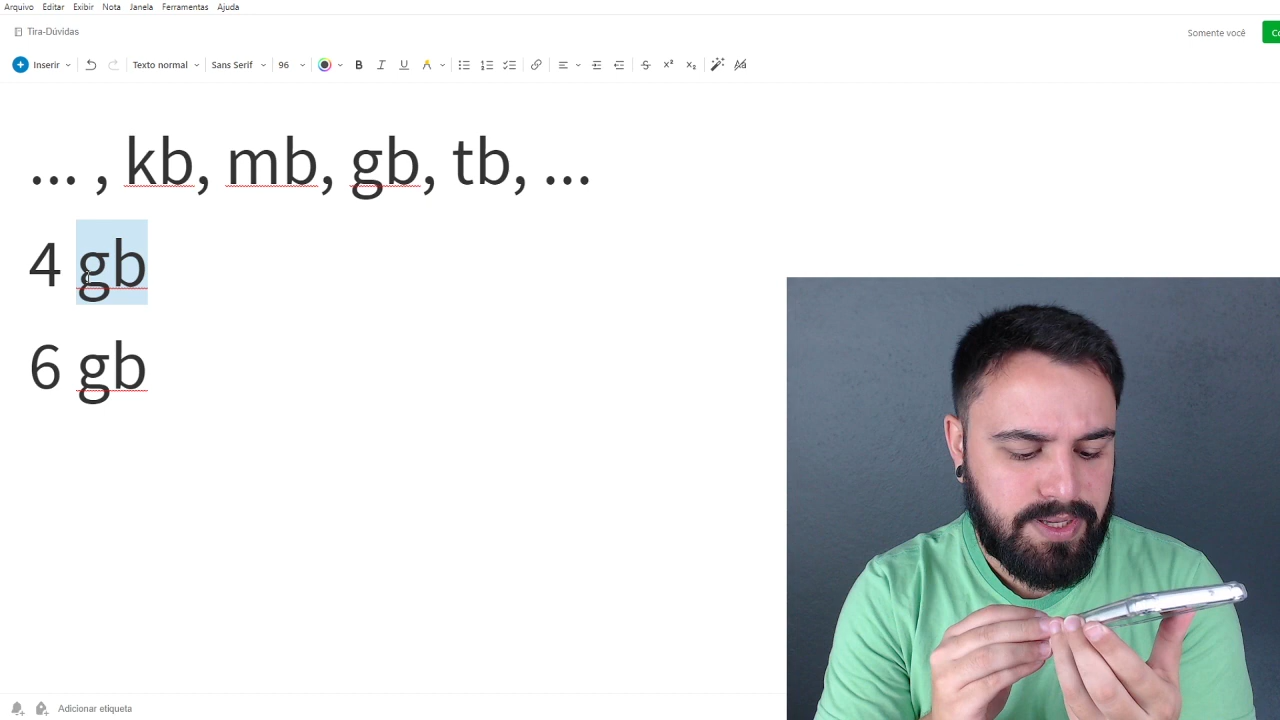 Arquivo Editar Exibir Nota Janela Ferramentas Ajuda
Tira-Dúvidas Somente você Co
Inserir Texto normal Sans Serif 96
... , kb, mb, gb, tb, ...
4 gb
6 gb
Adicionar etiqueta